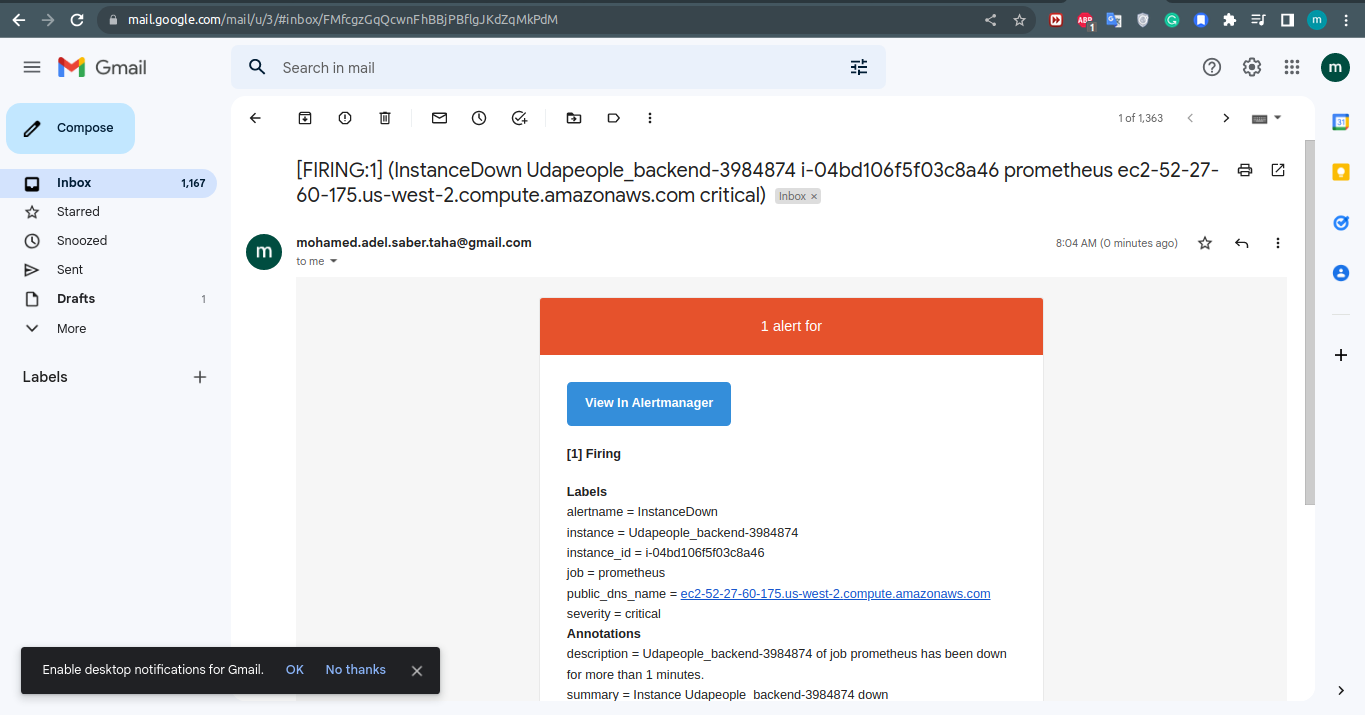 mail.google.com/mail/u/3/#inbox/FMfcgzGqQcwnFhBBjPBflgJKdZqMkPdM
ABD
1
G
m
Gmail
Search in mail
m
Compose
1 of 1,363
31
Inbox 1,167
Starred
Snoozed
Sent
Drafts 1
More
Labels
[FIRING:1] (InstanceDown Udapeople_backend-3984874 i-04bd106f5f03c8a46 prometheus ec2-52-27-
60-175.us-west-2.compute.amazonaws.com critical) Inbox ×
m
mohamed.adel.saber.taha@gmail.com 8:04 AM (0 minutes ago)
to me
1 alert for
View In Alertmanager
[1] Firing
Labels
alertname = InstanceDown
instance = Udapeople_backend-3984874
instance_id = i-04bd106f5f03c8a46
job = prometheus
public_dns_name = ec2-52-27-60-175.us-west-2.compute.amazonaws.com
severity = critical
Annotations
description = Udapeople_backend-3984874 of job prometheus has been down
for more than 1 minutes.
summary = Instance Udapeople_backend-3984874 down
Enable desktop notifications for Gmail. OK No thanks